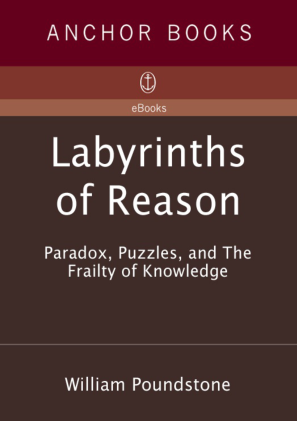 ANCHOR BOOKS
eBooks
Labyrinths
of Reason
Paradox, Puzzles, and The
Frailty of Knowledge
William Poundstone